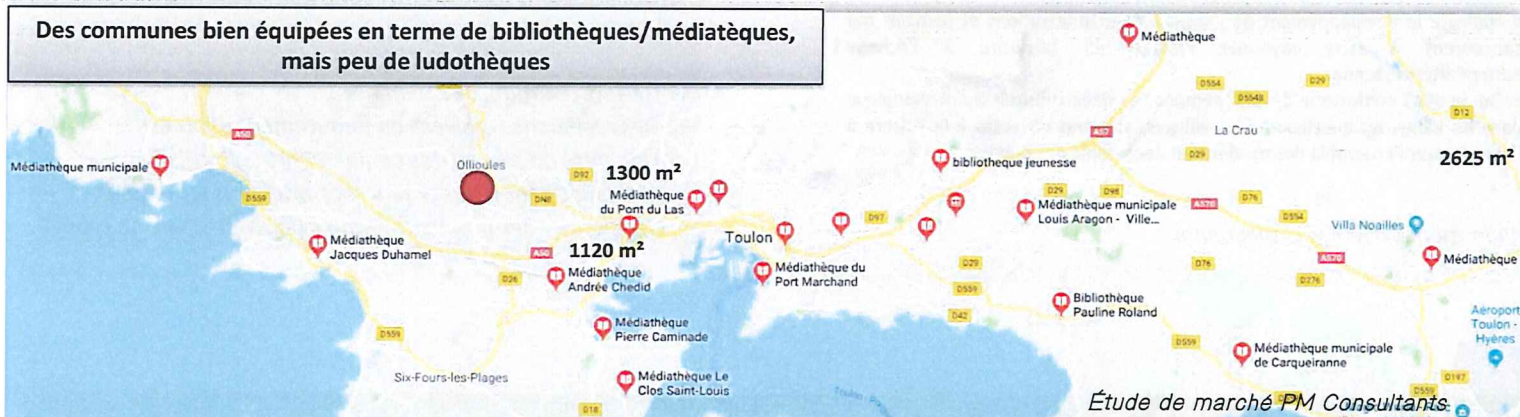 Des communes bien équipées en terme de bibliothèques/médiatèques,
mais peu de ludothèques
Médiathèque
D554
D29
D554B
D12
A50
A57
La Crau
Médiathèque municipale
Ollioules
D92
1300 m²
bibliotheque jeunesse
D29
2625 m²
D559
DN8
Médiathèque
du Pont du Las
D29
D98
Médiathèque municipale
Louis Aragon - Ville...
A570
D76
D554
Villa Noailles
Médiathèque
Jacques Duhamel
A50
1120 m²
Toulon
D97
D76
A570
Médiathèque
D26
Médiathèque
Andrée Chedid
Médiathèque du
Port Marchand
D29
D559
D276
D42
Bibliothèque
Pauline Roland
Aéroport
Toulon -
Hyères
D559
Médiathèque
Pierre Caminade
D559
Médiathèque municipale
de Carqueiranne
Six-Fours-les-Plages
Médiathèque Le
Clos Saint-Louis
D197
D18
D559
Étude de marché PM Consultants